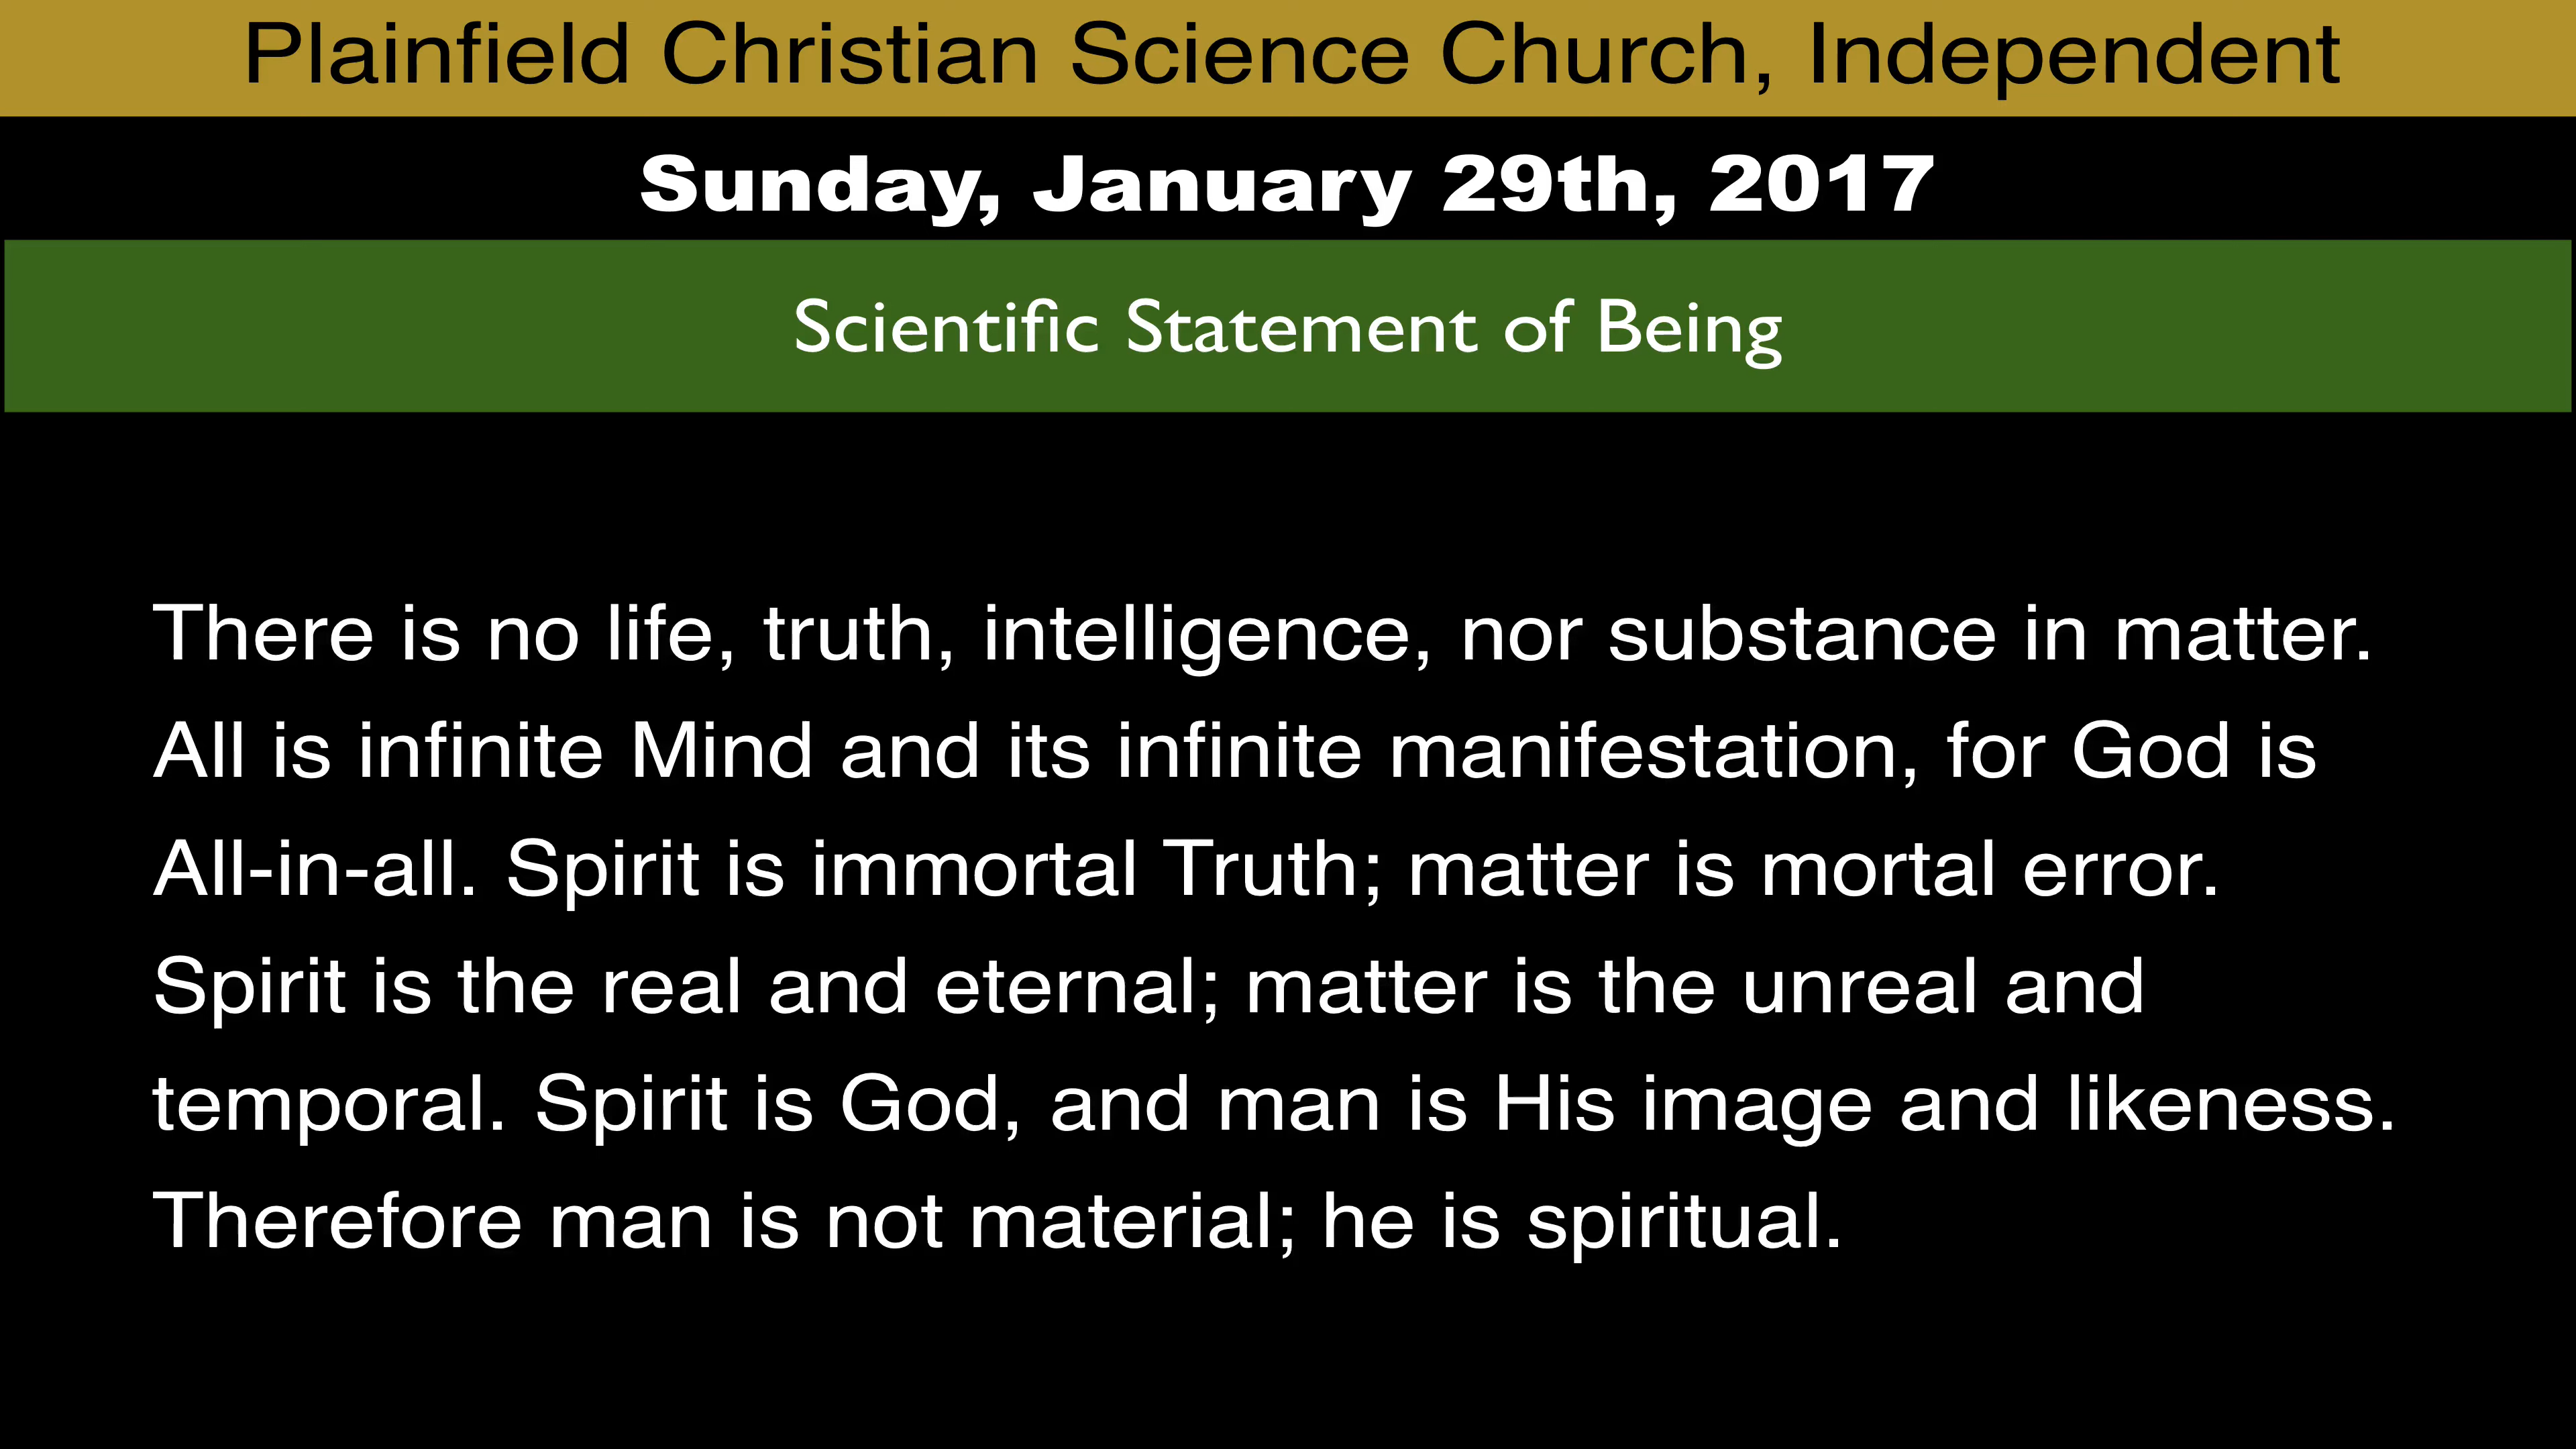 Plainfield Christian Science Church, Independent
Sunday, January 29th, 2017
Scientific Statement of Being
There is no life, truth, intelligence, nor substance in matter.
All is infinite Mind and its infinite manifestation, for God is
All-in-all. Spirit is immortal Truth; matter is mortal error.
Spirit is the real and eternal; matter is the unreal and
temporal. Spirit is God, and man is His image and likeness.
Therefore man is not material; he is spiritual.